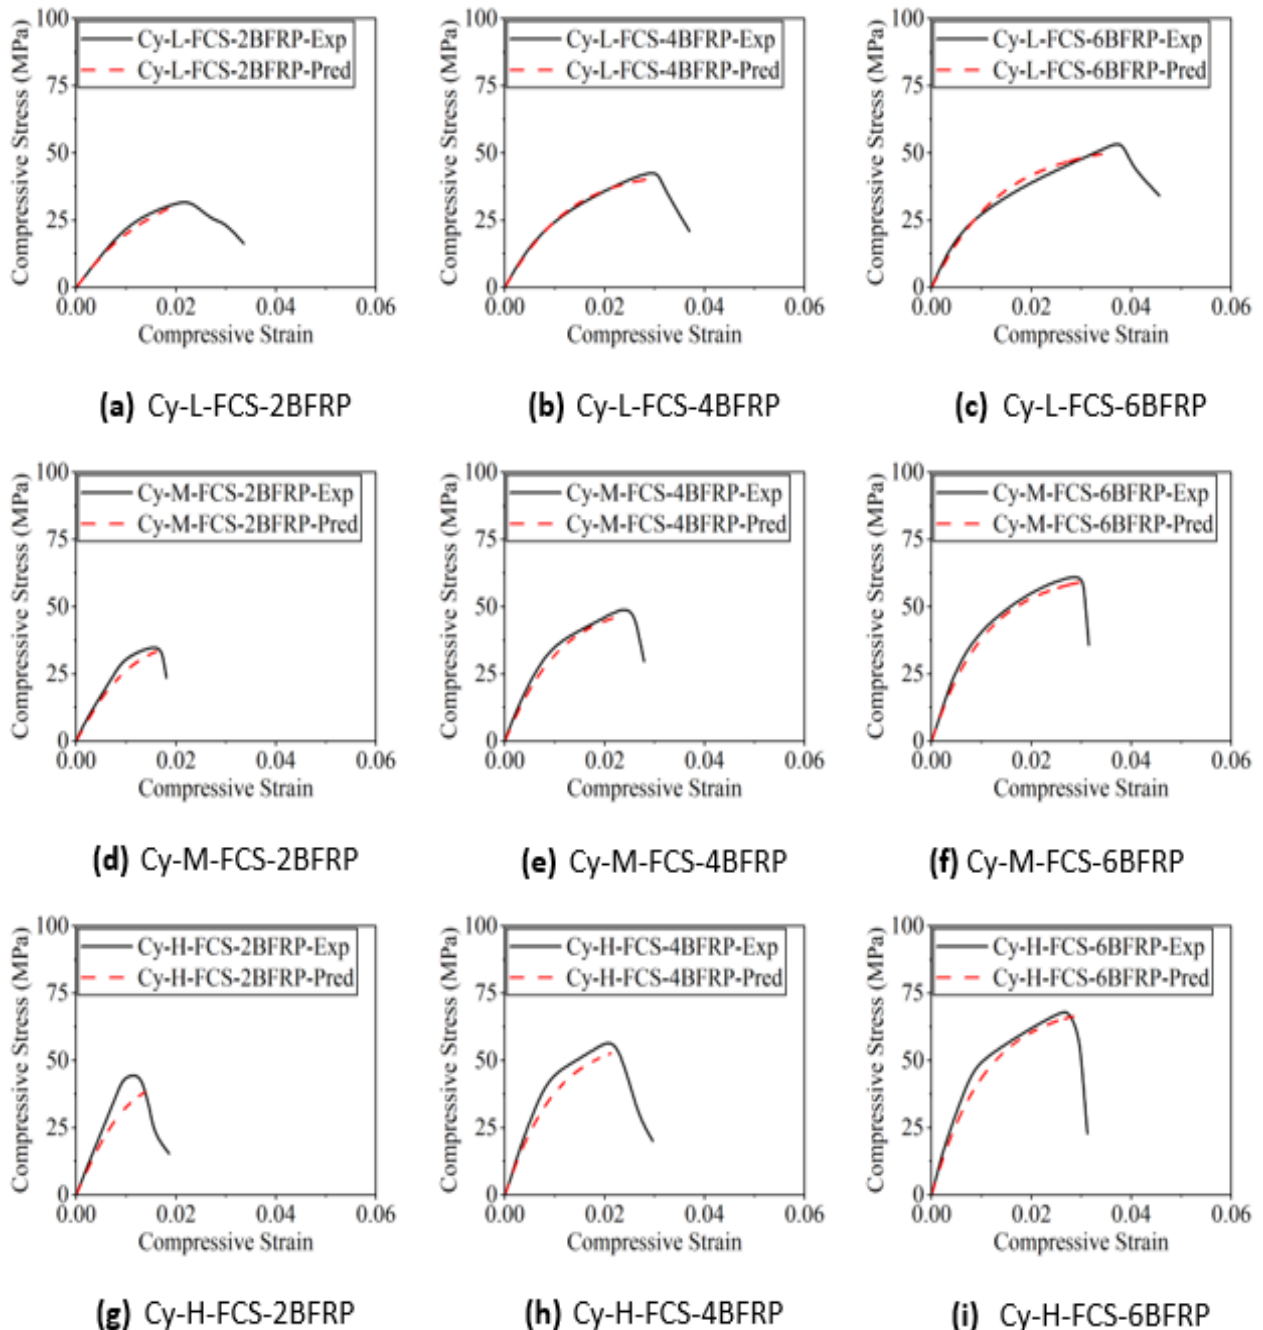 Cy-L-FCS-2BFRP-Exp
Cy-L-FCS-2BFRP-Pred
Compressive Stress (MPa)
100
75
50
25
0
0.00 0.02 0.04 0.06
Compressive Strain
(a) Cy-L-FCS-2BFRP
Cy-L-FCS-4BFRP-Exp
Cy-L-FCS-4BFRP-Pred
Compressive Stress (MPa)
100
75
50
25
0
0.00 0.02 0.04 0.06
Compressive Strain
(b) Cy-L-FCS-4BFRP
Cy-L-FCS-6BFRP-Exp
Cy-L-FCS-6BFRP-Pred
Compressive Stress (MPa)
100
75
50
25
0
0.00 0.02 0.04 0.06
Compressive Strain
(c) Cy-L-FCS-6BFRP
Cy-M-FCS-2BFRP-Exp
Cy-M-FCS-2BFRP-Pred
Compressive Stress (MPa)
100
75
50
25
0
0.00 0.02 0.04 0.06
Compressive Strain
(d) Cy-M-FCS-2BFRP
Cy-M-FCS-4BFRP-Exp
Cy-M-FCS-4BFRP-Pred
Compressive Stress (MPa)
100
75
50
25
0
0.00 0.02 0.04 0.06
Compressive Strain
(e) Cy-M-FCS-4BFRP
Cy-M-FCS-6BFRP-Exp
Cy-M-FCS-6BFRP-Pred
Compressive Stress (MPa)
100
75
50
25
0
0.00 0.02 0.04 0.06
Compressive Strain
(f) Cy-M-FCS-6BFRP
Cy-H-FCS-2BFRP-Exp
Cy-H-FCS-2BFRP-Pred
Compressive Stress (MPa)
100
75
50
25
0
0.00 0.02 0.04 0.06
Compressive Strain
(g) Cy-H-FCS-2BFRP
Cy-H-FCS-4BFRP-Exp
Cy-H-FCS-4BFRP-Pred
Compressive Stress (MPa)
100
75
50
25
0
0.00 0.02 0.04 0.06
Compressive Strain
(h) Cy-H-FCS-4BFRP
Cy-H-FCS-6BFRP-Exp
Cy-H-FCS-6BFRP-Pred
Compressive Stress (MPa)
100
75
50
25
0
0.00 0.02 0.04 0.06
Compressive Strain
(i) Cy-H-FCS-6BFRP